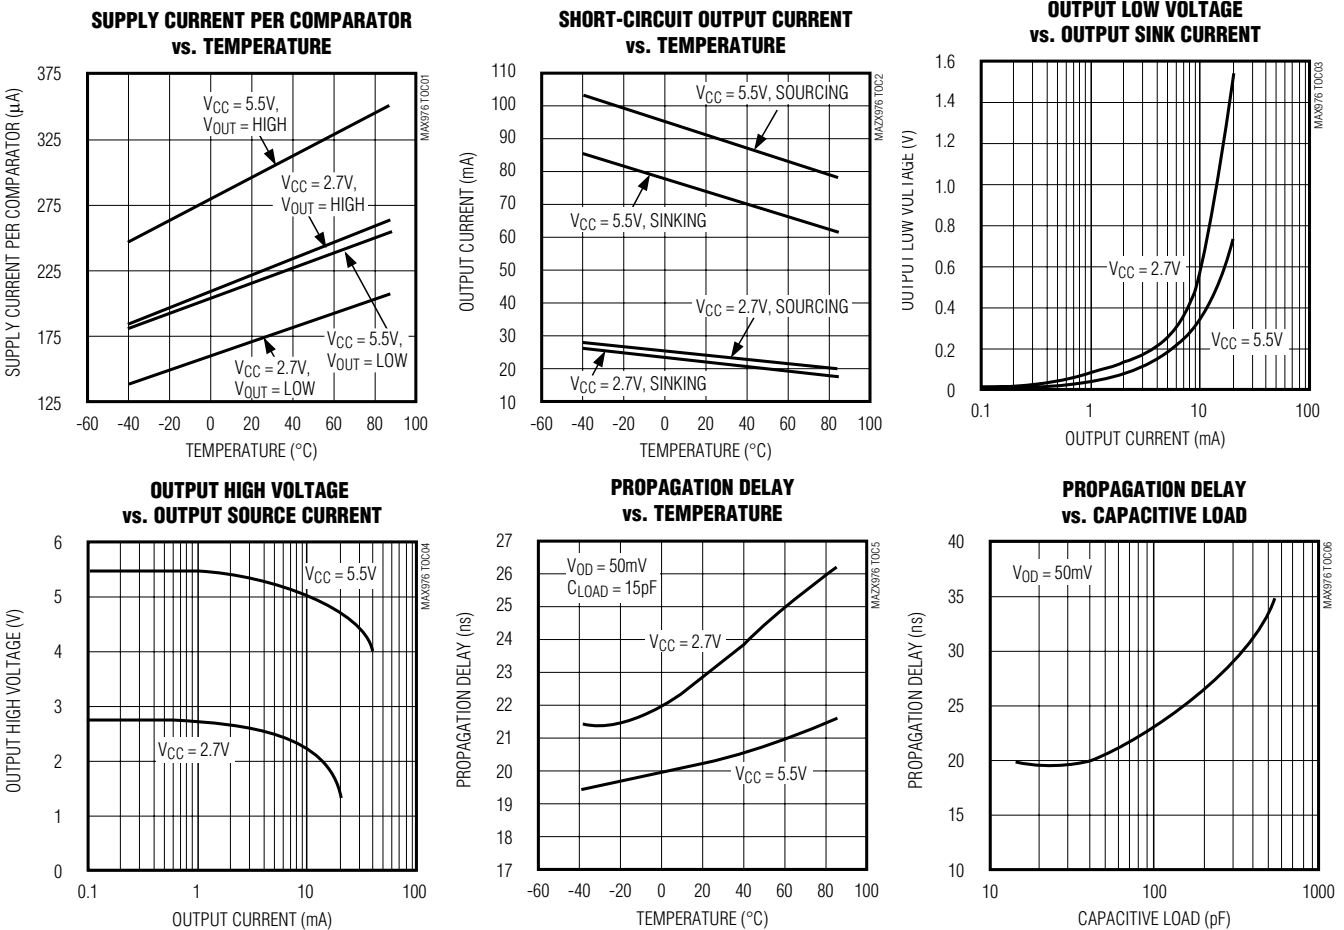 SUPPLY CURRENT PER COMPARATOR
vs. TEMPERATURE
SUPPLY CURRENT PER COMPARATOR (µA)
375
325
275
225
175
125
VCC = 5.5V,
VOUT = HIGH
VCC = 2.7V,
VOUT = HIGH
VCC = 5.5V,
VOUT = LOW
VCC = 2.7V,
VOUT = LOW
MAX976 TOC01
-60 -40 -20 0 20 40 60 80 100
TEMPERATURE (°C)
SHORT-CIRCUIT OUTPUT CURRENT
vs. TEMPERATURE
OUTPUT CURRENT (mA)
110
100
90
80
70
60
50
40
30
20
10
VCC = 5.5V, SOURCING
VCC = 5.5V, SINKING
VCC = 2.7V, SOURCING
VCC = 2.7V, SINKING
MAZX976 TOC2
-60 -40 -20 0 20 40 60 80 100
TEMPERATURE (°C)
OUTPUT LOW VOLTAGE
vs. OUTPUT SINK CURRENT
OUTPUT LOW VOLTAGE (V)
1.6
1.4
1.2
1.0
0.8
0.6
0.4
0.2
0
VCC = 2.7V
VCC = 5.5V
MAX976 TOC03
0.1 1 10 100
OUTPUT CURRENT (mA)
OUTPUT HIGH VOLTAGE
vs. OUTPUT SOURCE CURRENT
OUTPUT HIGH VOLTAGE (V)
6
5
4
3
2
1
0
VCC = 5.5V
VCC = 2.7V
MAX976 TOC04
0.1 1 10 100
OUTPUT CURRENT (mA)
PROPAGATION DELAY
vs. TEMPERATURE
PROPAGATION DELAY (ns)
27
26
25
24
23
22
21
20
19
18
17
VOD = 50mV
CLOAD = 15pF
VCC = 2.7V
VCC = 5.5V
MAZX976 TOC5
-60 -40 -20 0 20 40 60 80 100
TEMPERATURE (°C)
PROPAGATION DELAY
vs. CAPACITIVE LOAD
PROPAGATION DELAY (ns)
40
35
30
25
20
15
10
VOD = 50mV
MAX976 TOC06
10 100 1000
CAPACITIVE LOAD (pF)